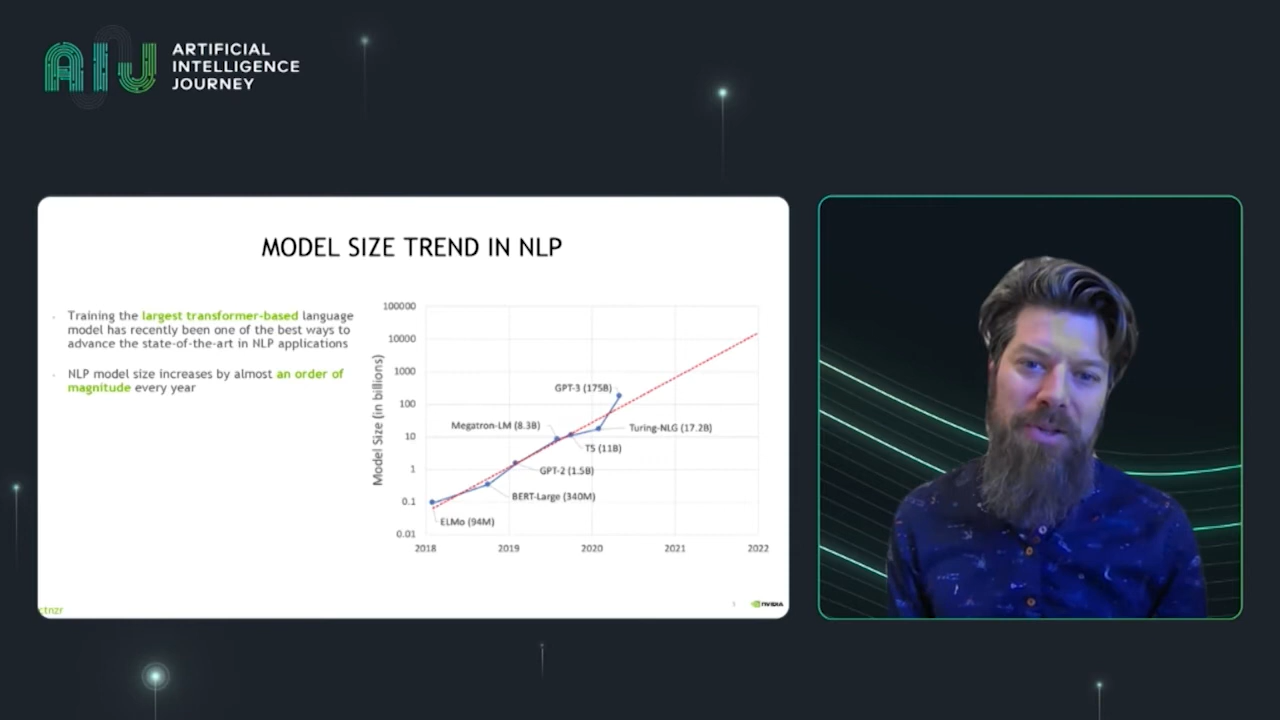 ARTIFICIAL
INTELLIGENCE
JOURNEY
MODEL SIZE TREND IN NLP
Training the largest transformer-based language
model has recently been one of the best ways to
advance the state-of-the-art in NLP applications
NLP model size increases by almost an order of
magnitude every year
Model Size (in billions)
100000
10000
1000
100
10
1
0.1
0.01
2018
2019
2020
2021
2022
GPT-3 (175B)
Megatron-LM (8.3B)
Turing-NLG (17.2B)
T5 (11B)
GPT-2 (1.5B)
BERT-Large (340M)
ELMo (94M)
ctnzr
NVIDIA